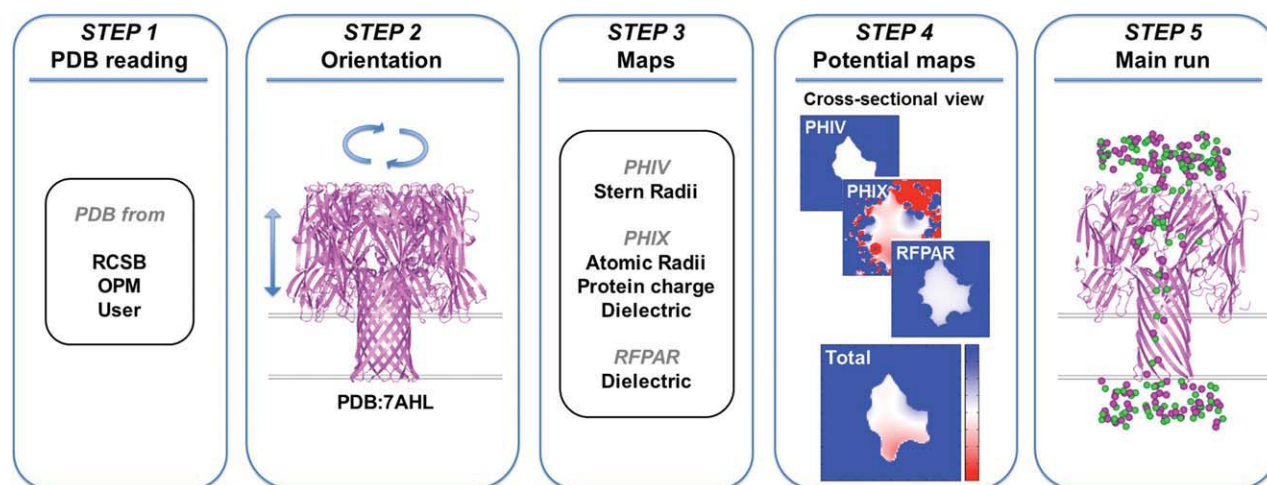 STEP 1
PDB reading
PDB from
RCSB
OPM
User
STEP 2
Orientation
PDB:7AHL
STEP 3
Maps
PHIV
Stern Radii
PHIX
Atomic Radii
Protein charge
Dielectric
RFPAR
Dielectric
STEP 4
Potential maps
Cross-sectional view
PHIV
PHIX
RFPAR
Total
STEP 5
Main run